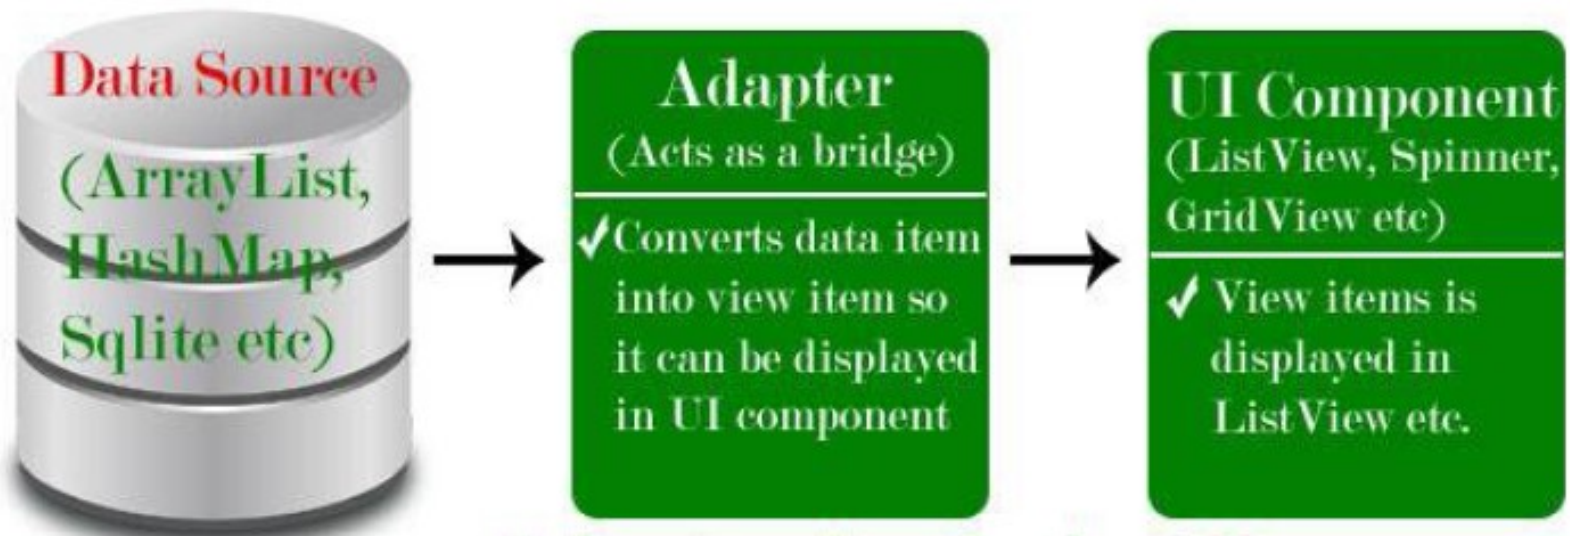 Data Source
(ArrayList,
HashMap,
Sqlite etc)
Adapter
(Acts as a bridge)
✓Converts data item
into view item so
it can be displayed
in UI component
UI Component
(ListView, Spinner,
GridView etc)
✓ View items is
displayed in
ListView etc.